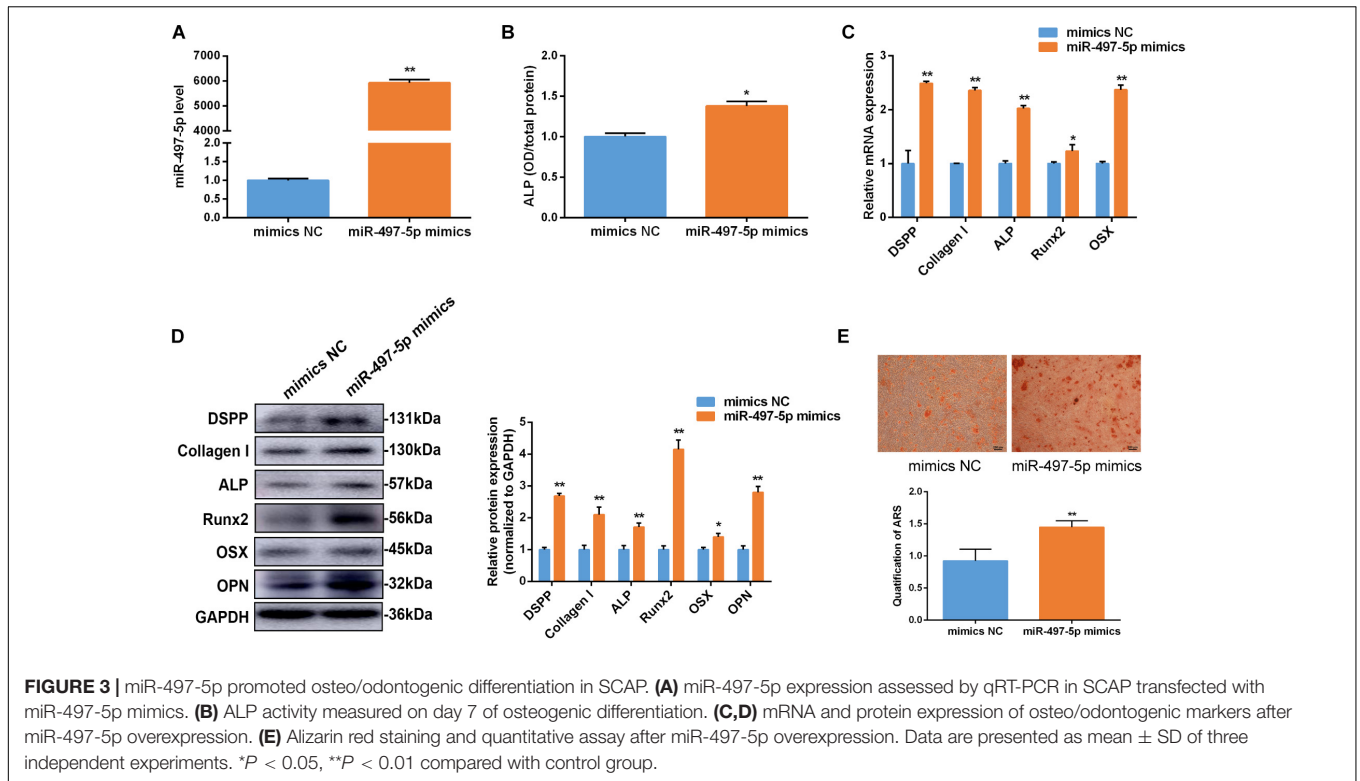 A
miR-497-5p level
7000
6000
5000
4000
2.0
1.5
1.0
0.5
0.0
**
mimics NC
miR-497-5p mimics
B
ALP (OD/total protein)
2.0
1.5
1.0
0.5
0.0
*
mimics NC
miR-497-5p mimics
C
mimics NC
miR-497-5p mimics
Relative mRNA expression
3
2
1
0
**
**
**
*
**
DSPP
Collagen I
ALP
Runx2
OSX
D
mimics NC
miR-497-5p mimics
DSPP -131kDa
Collagen I -130kDa
ALP -57kDa
Runx2 -56kDa
OSX -45kDa
OPN -32kDa
GAPDH -36kDa
mimics NC
miR-497-5p mimics
Relative protein expression
(normalized to GAPDH)
6
5
4
3
2
1
0
**
**
**
**
*
**
DSPP
Collagen I
ALP
Runx2
OSX
OPN
E
mimics NC
miR-497-5p mimics
Quatification of ARS
2.0
1.5
1.0
0.5
0.0
**
mimics NC
miR-497-5p mimics
FIGURE 3 | miR-497-5p promoted osteo/odontogenic differentiation in SCAP. (A) miR-497-5p expression assessed by qRT-PCR in SCAP transfected with
miR-497-5p mimics. (B) ALP activity measured on day 7 of osteogenic differentiation. (C,D) mRNA and protein expression of osteo/odontogenic markers after
miR-497-5p overexpression. (E) Alizarin red staining and quantitative assay after miR-497-5p overexpression. Data are presented as mean ± SD of three
independent experiments. *P < 0.05, **P < 0.01 compared with control group.